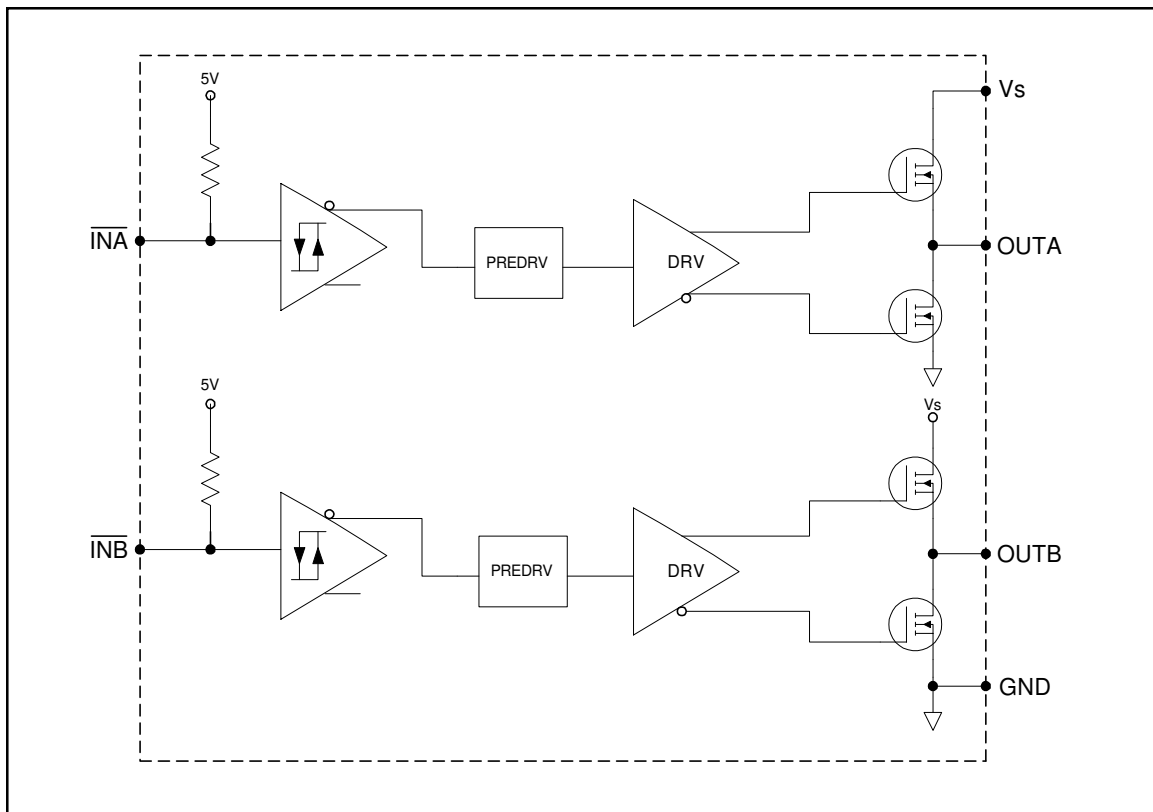 5V
Vs
INA
PREDRV
DRV
OUTA
5V
Vs
INB
PREDRV
DRV
OUTB
GND